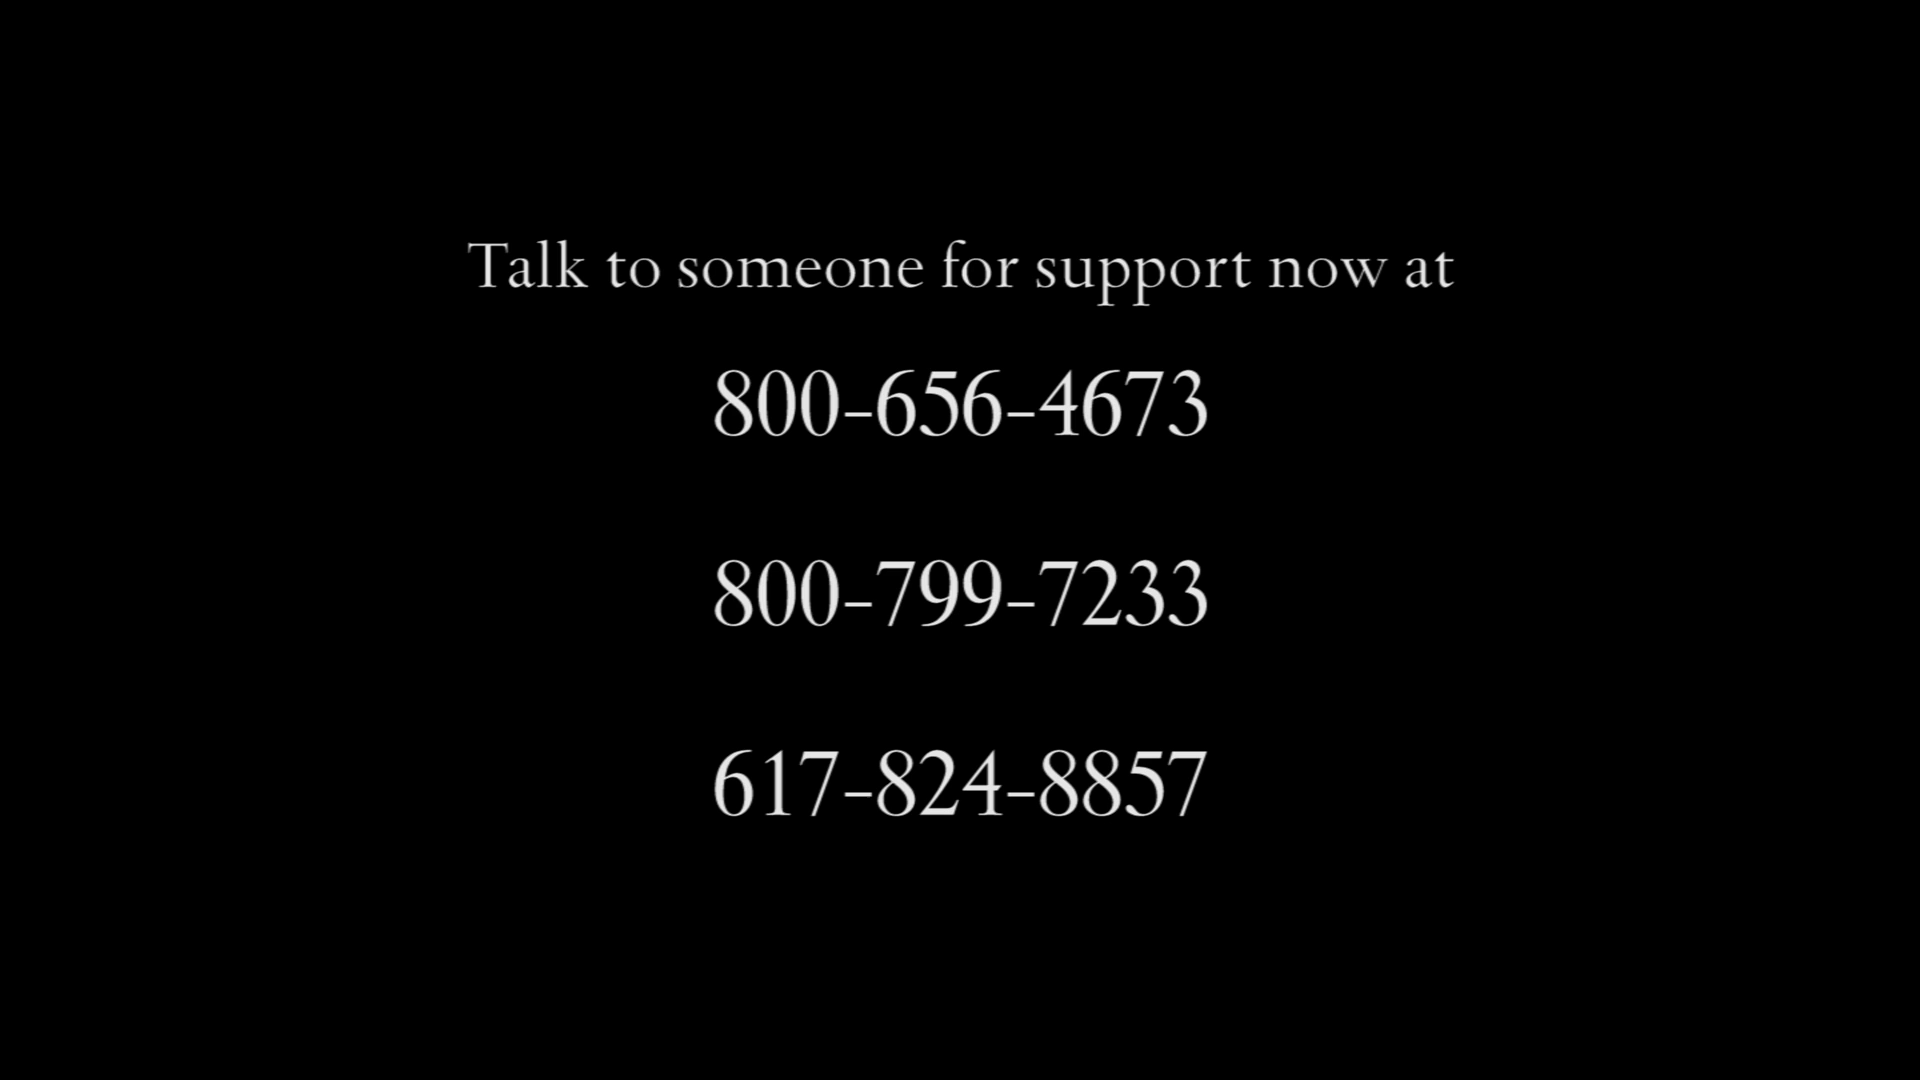 Talk to someone for support now at
800-656-4673
800-799-7233
617-824-8857